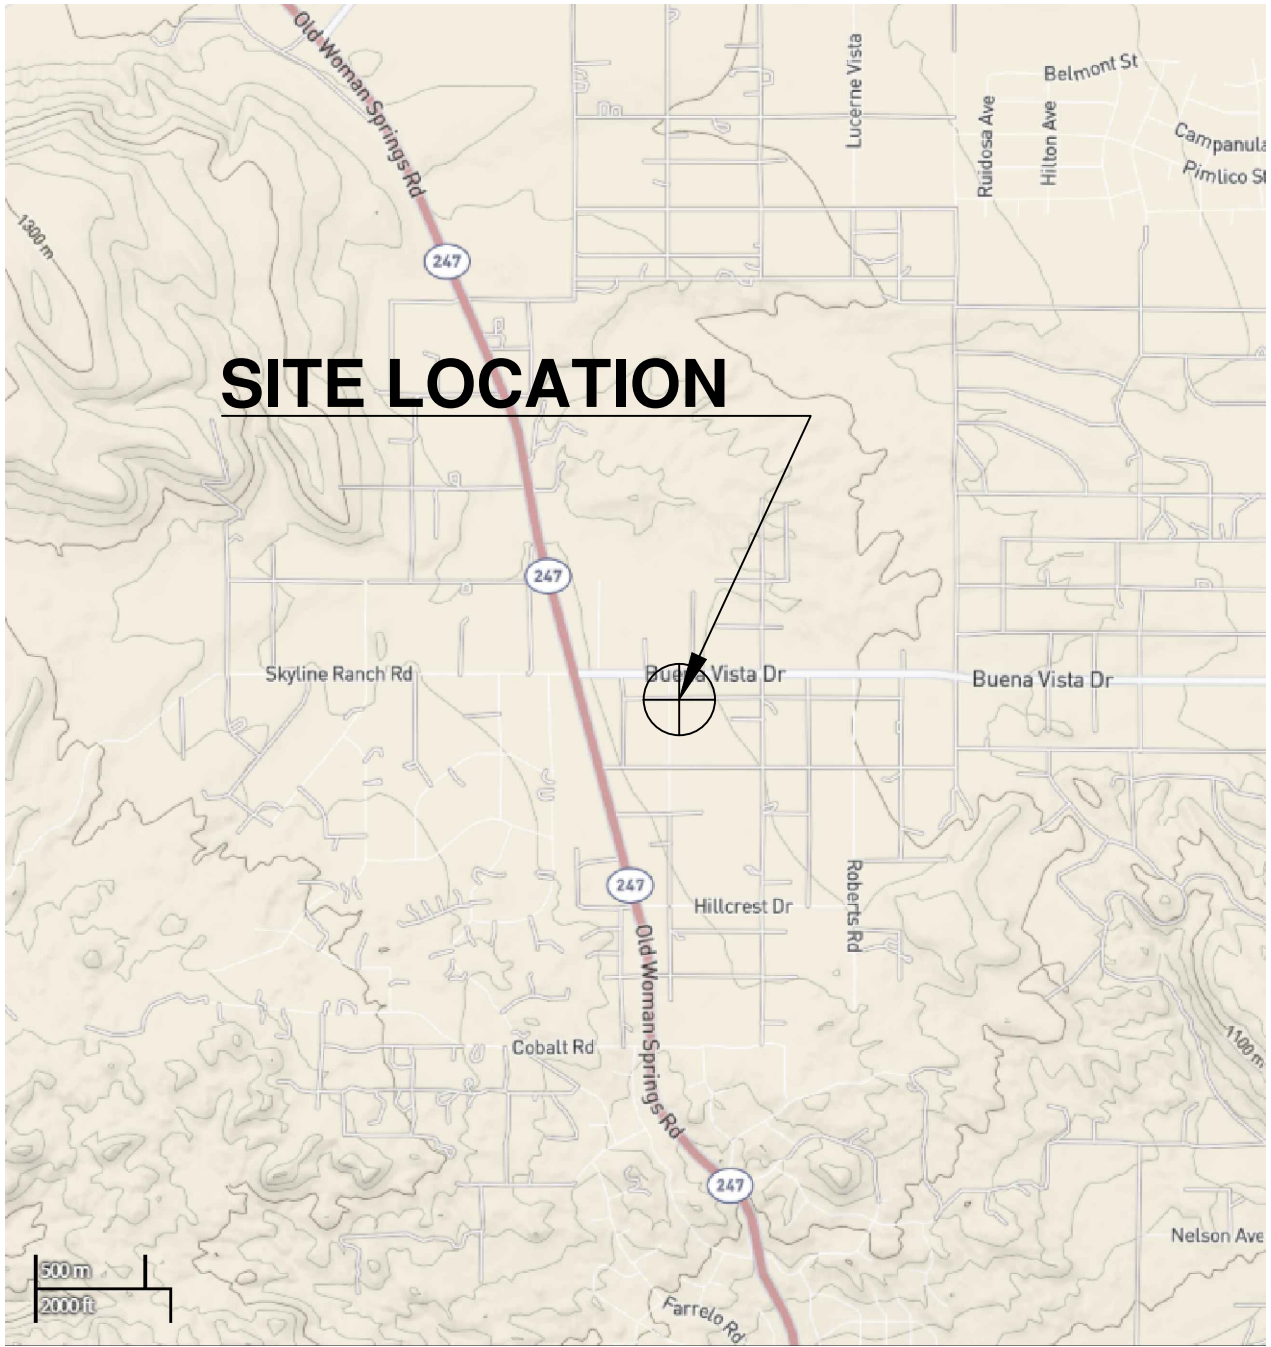 Old Woman Springs Rd
Lucerne Vista
Belmont St
Ruidosa Ave
Hilton Ave
Campanula
Pimlico St
1300 m
247
SITE LOCATION
247
Skyline Ranch Rd
Buena Vista Dr
Buena Vista Dr
247
Hillcrest Dr
Roberts Rd
Old Woman Springs Rd
Cobalt Rd
1100 m
247
Nelson Ave
500 m
2000 ft
Farrelo Rd